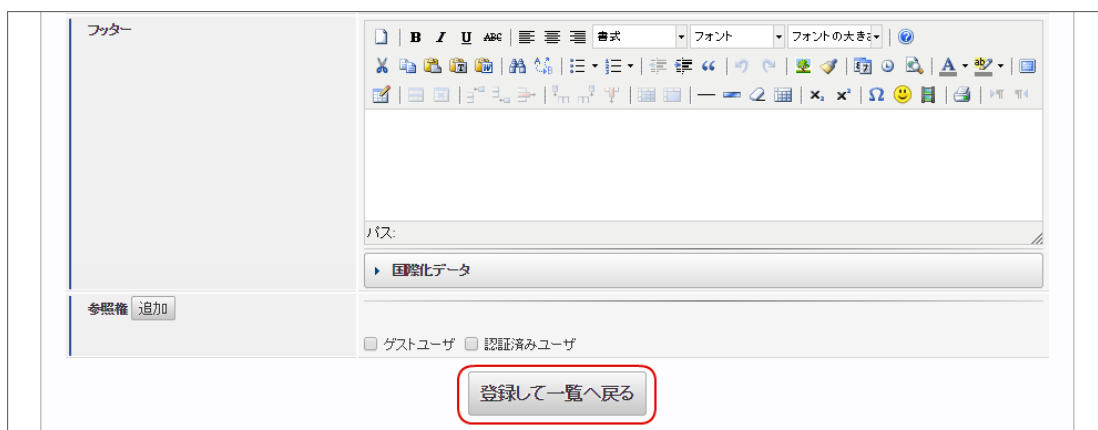 フッター
B I U ABC 書式 フォント フォントの大きさ
パス:
国際化データ
参照権 追加
ゲストユーザ 認証済みユーザ
登録して一覧へ戻る